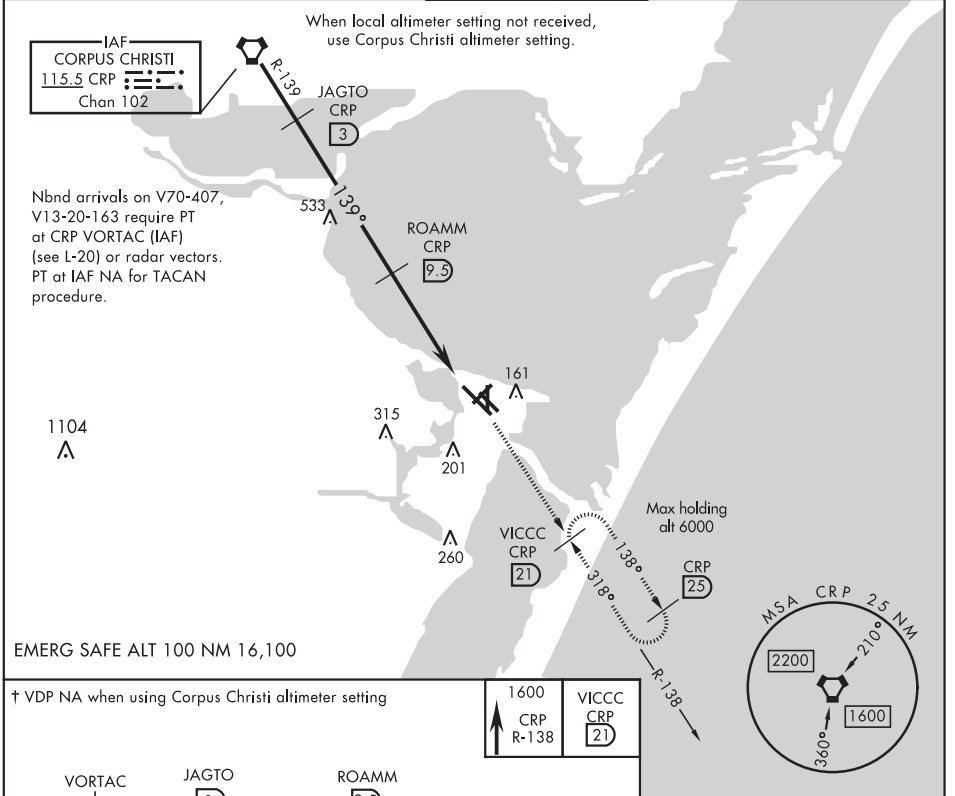 When local altimeter setting not received,
use Corpus Christi altimeter setting.
IAF
CORPUS CHRISTI
115.5 CRP
Chan 102
R-139
JAGTO
CRP
3
Nbnd arrivals on V70-407,
V13-20-163 require PT
at CRP VORTAC (IAF)
(see L-20) or radar vectors.
PT at IAF NA for TACAN
procedure.
533
139°
ROAMM
CRP
9.5
161
315
1104
201
260
VICCC
CRP
21
Max holding
alt 6000
138°
318°
CRP
25
R-138
MSA CRP 25 NM
210°
2200
1600
360°
EMERG SAFE ALT 100 NM 16,100
† VDP NA when using Corpus Christi altimeter setting
1600
CRP
R-138
VICCC
CRP
21
VORTAC
JAGTO
ROAMM